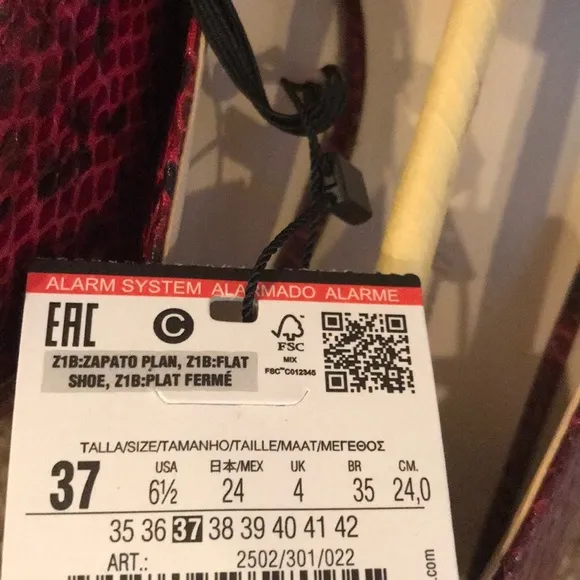 ALARM SYSTEM ALARMADO ALARME
EAC
C
FSC
MIX
FSC™C012345
Z1B:ZAPATO PLAN, Z1B:FLAT
SHOE, Z1B:PLAT FERMÉ
TALLA/SIZE/TAMANHO/TAILLE/MAAT/ΜΕΓΕΘΟΣ
USA 日本/MEX UK BR CM.
37 6½ 24 4 35 24,0
35 36 37 38 39 40 41 42
ART.: 2502/301/022
.com